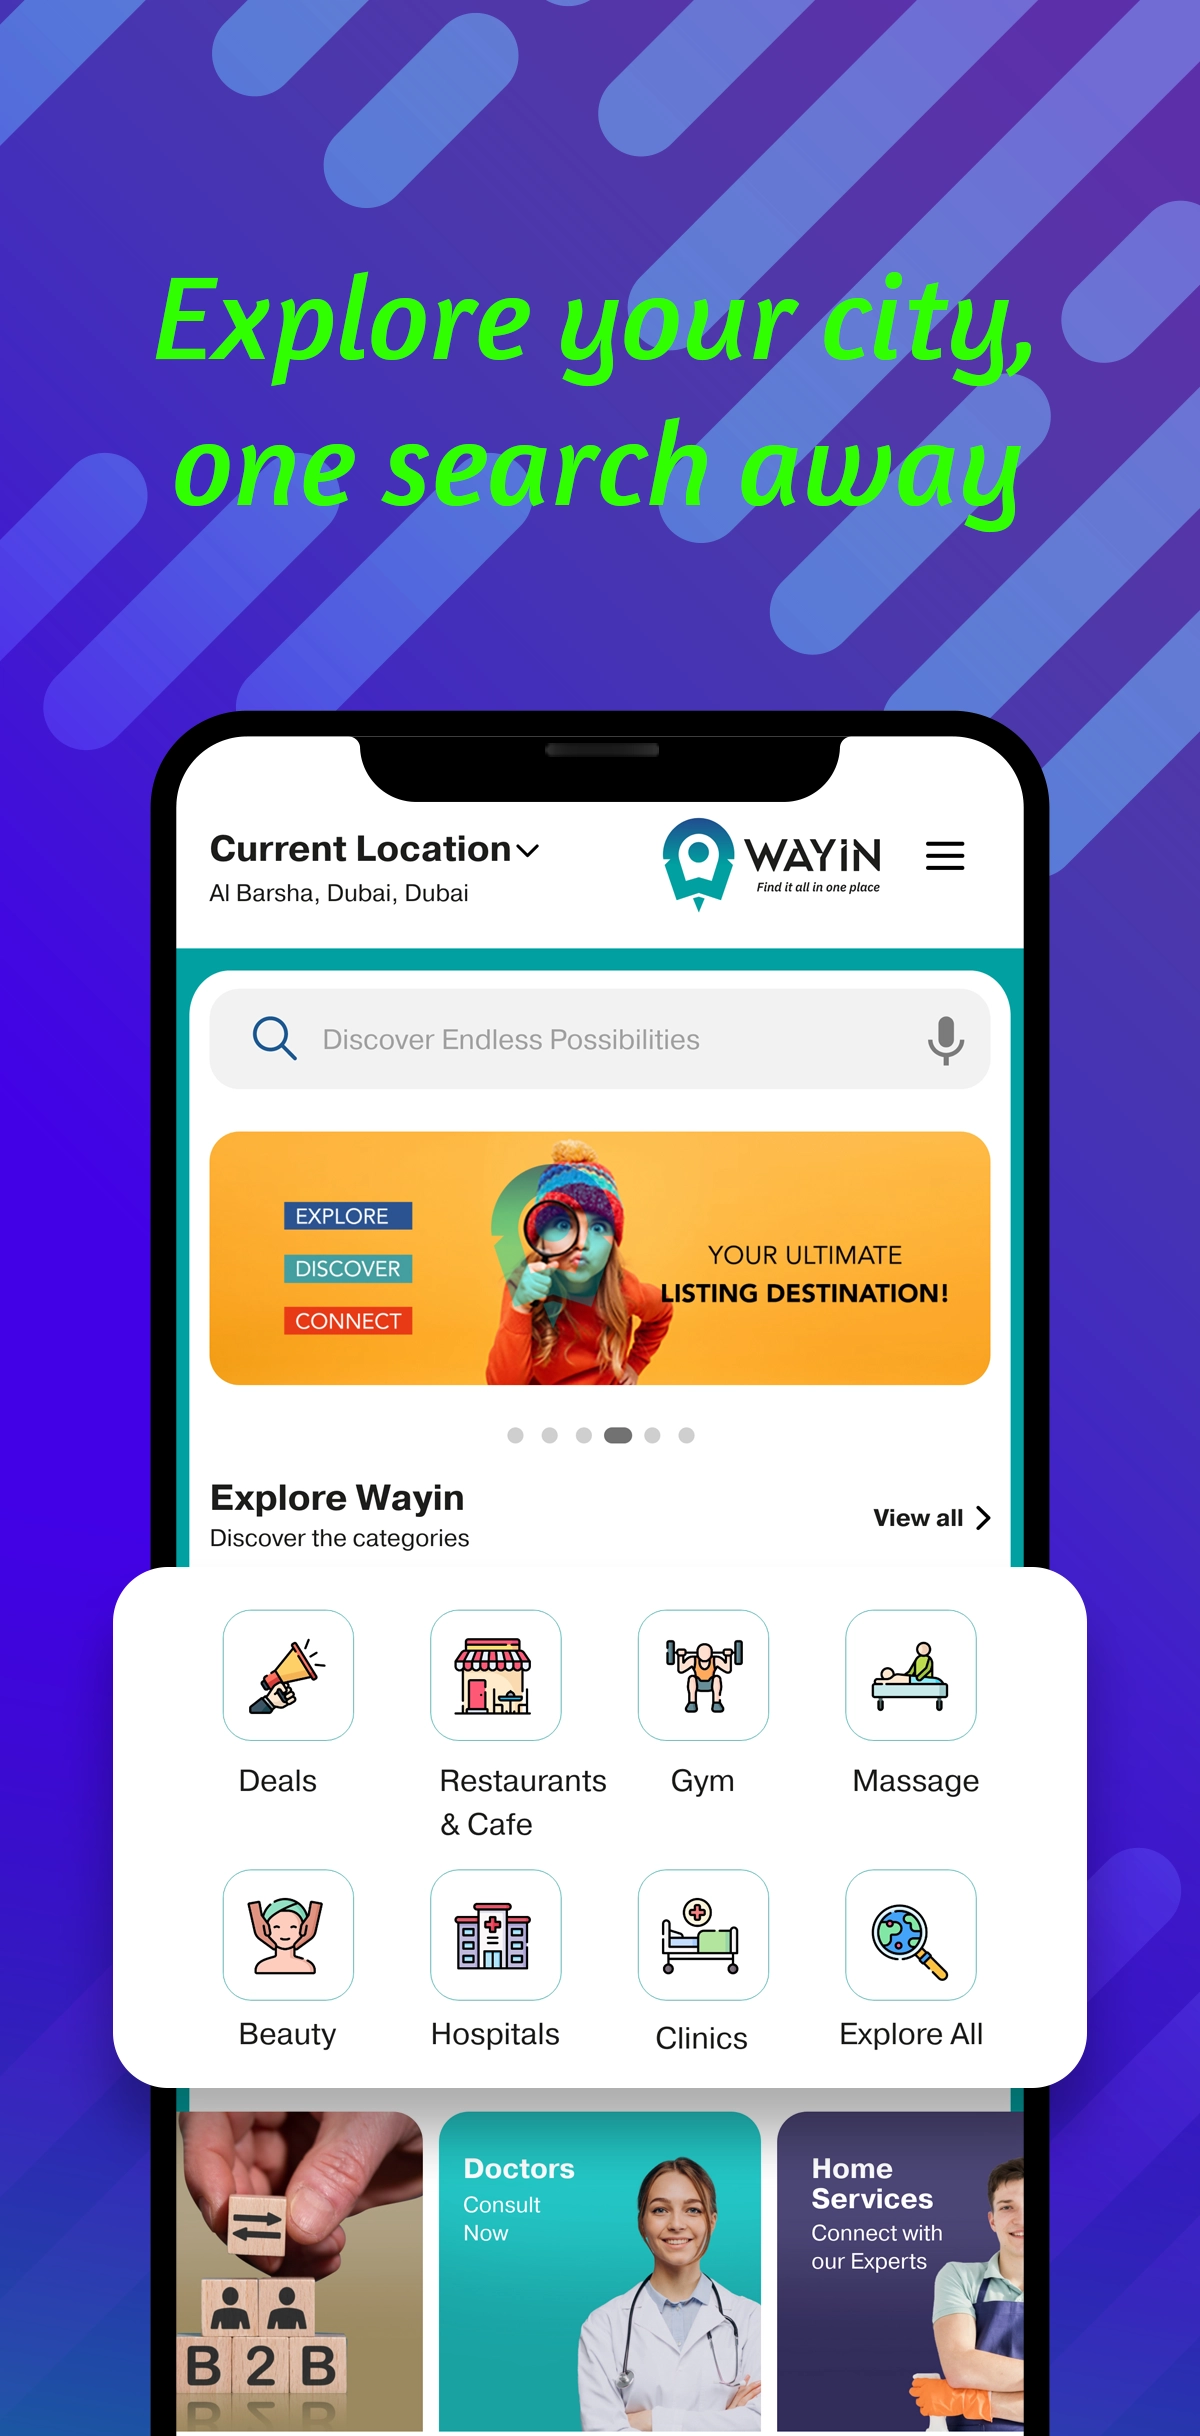 Explore your city,
one search away
Current Location
Al Barsha, Dubai, Dubai
WAYiN
Find it all in one place
Discover Endless Possibilities
EXPLORE
DISCOVER
CONNECT
YOUR ULTIMATE
LISTING DESTINATION!
Explore Wayin
Discover the categories
View all
Deals
Restaurants
& Cafe
Gym
Massage
Beauty
Hospitals
Clinics
Explore All
B2B
Doctors
Consult
Now
Home
Services
Connect with
our Experts